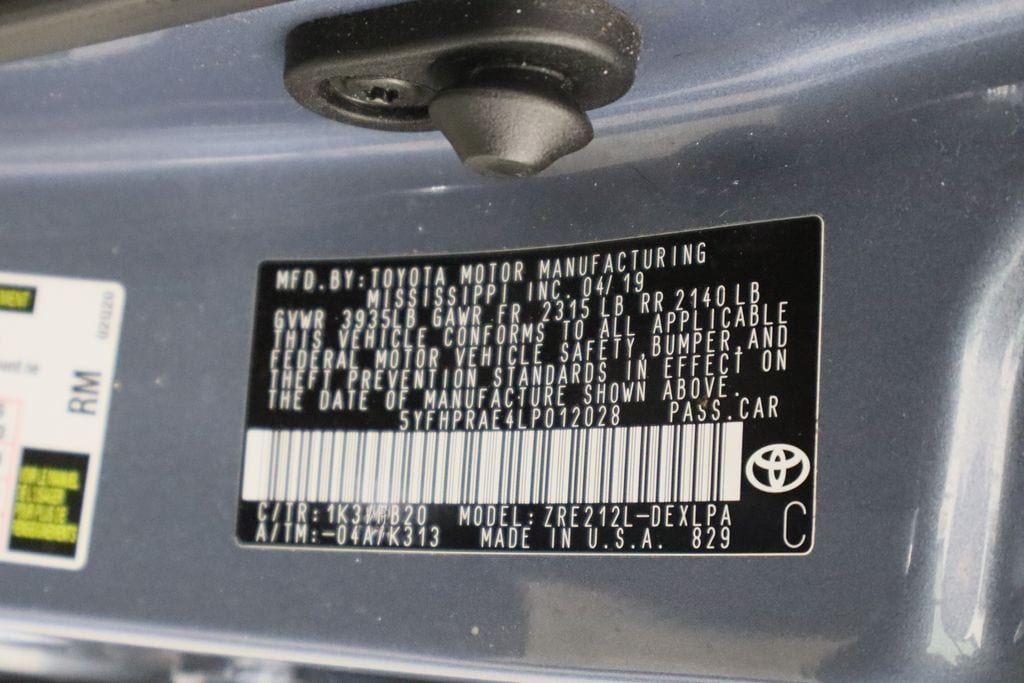 MFD.BY:TOYOTA MOTOR MANUFACTURING
MISSISSIPPI INC. 04/19
GVWR 3935LB GAWR FR 2315 LB RR 2140 LB
THIS VEHICLE CONFORMS TO ALL APPLICABLE
FEDERAL MOTOR VEHICLE SAFETY, BUMPER, AND
THEFT PREVENTION STANDARDS IN EFFECT ON
THE DATE OF MANUFACTURE SHOWN ABOVE.
5YFHPRAE4LP012028 PASS.CAR
C/TR: MODEL: ZRE212L-DEXLPA
A/TM:-04A/K313 MADE IN U.S.A. 829
C
RM
02120